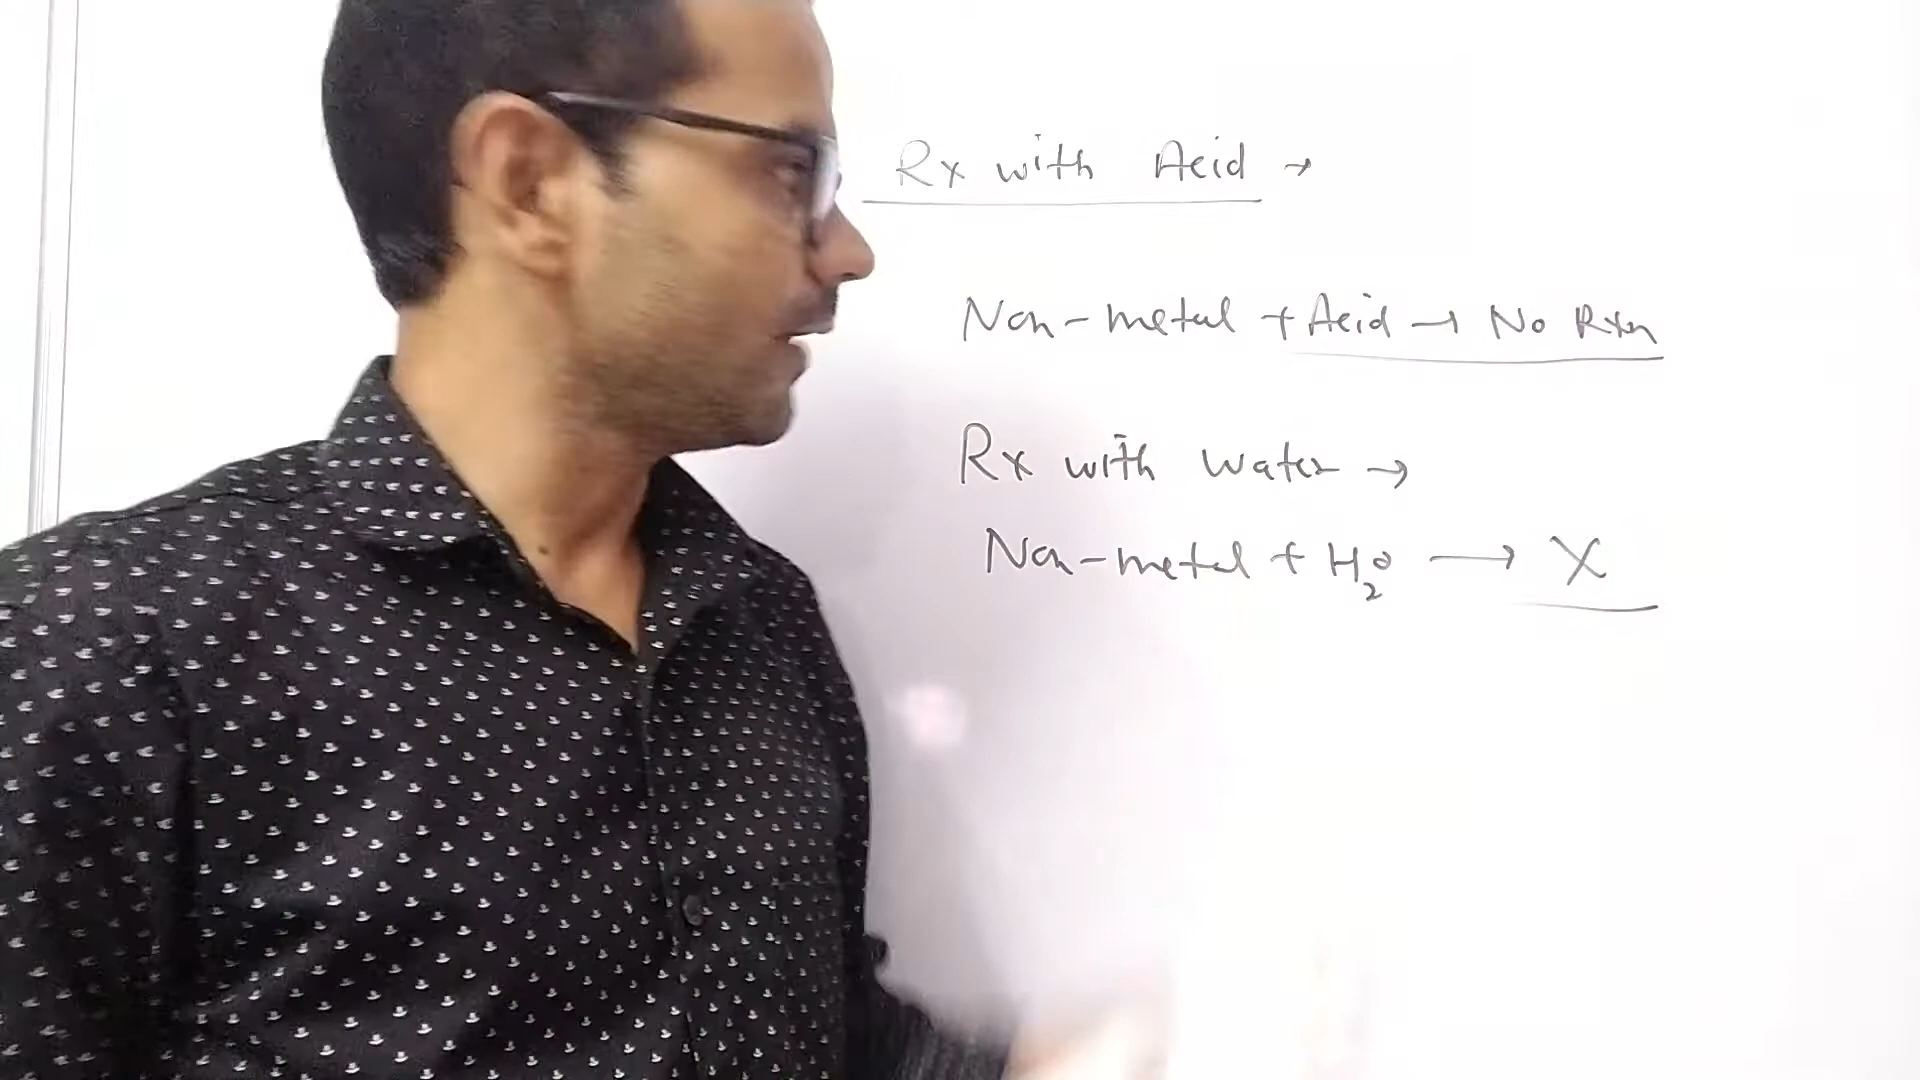 Rx with Acid →
Non-metal + Acid → No Rxn
Rx with water →
Non-metal + H₂O ⟶ X